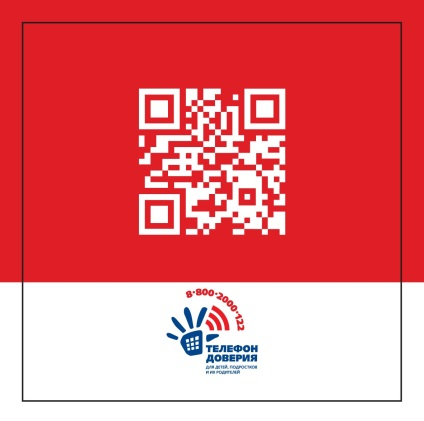 8-800-2000-122
ТЕЛЕФОН
ДОВЕРИЯ
ДЛЯ ДЕТЕЙ, ПОДРОСТКОВ
И ИХ РОДИТЕЛЕЙ